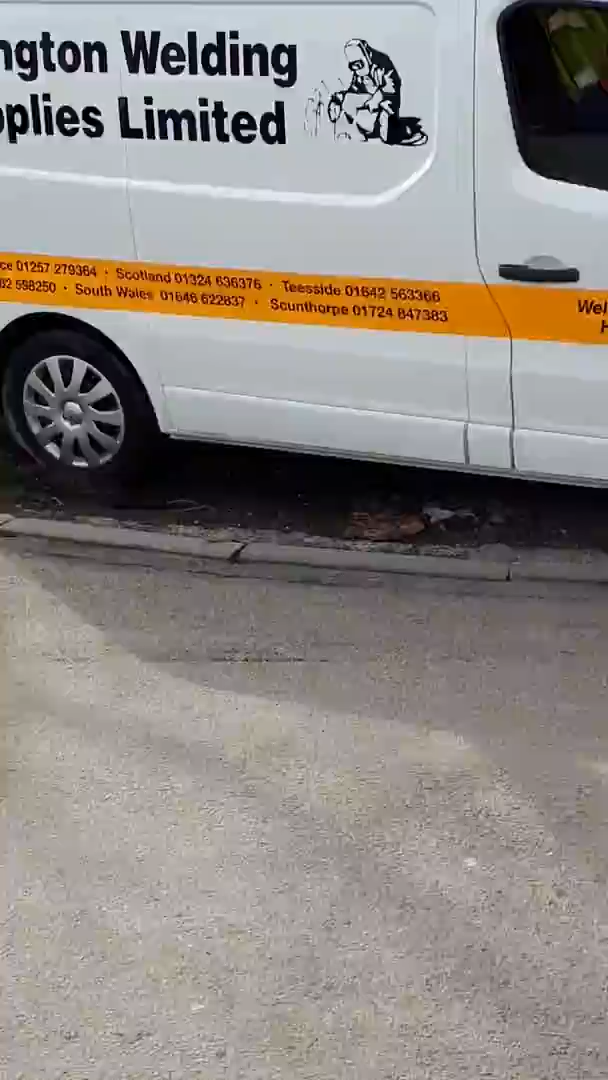 ngton Welding
pplies Limited
ce 01257 279364 · Scotland 01324 636376 · Teesside 01642 563366
82 598250 · South Wales 01646 622837 · Scunthorpe 01724 847383
Wel
H